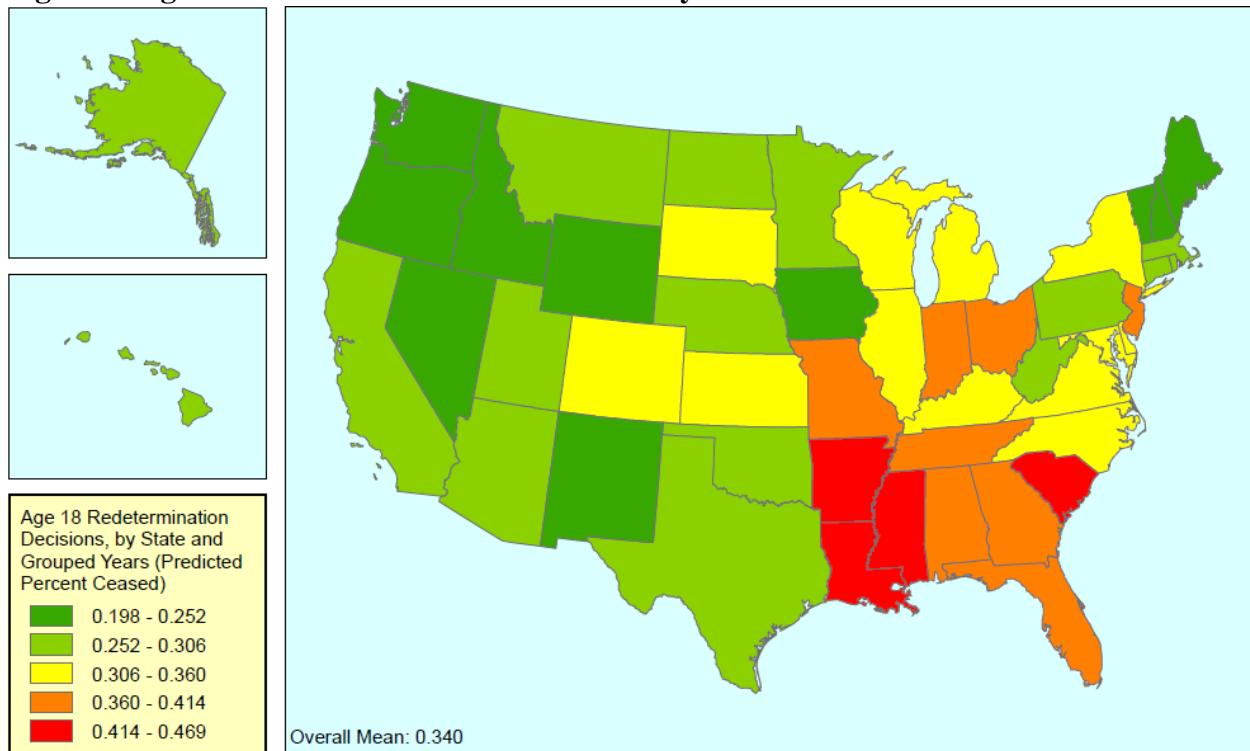 Age 18 Redetermination
Decisions, by State and
Grouped Years (Predicted
Percent Ceased)
0.198 - 0.252
0.252 - 0.306
0.306 - 0.360
0.360 - 0.414
0.414 - 0.469
Overall Mean: 0.340